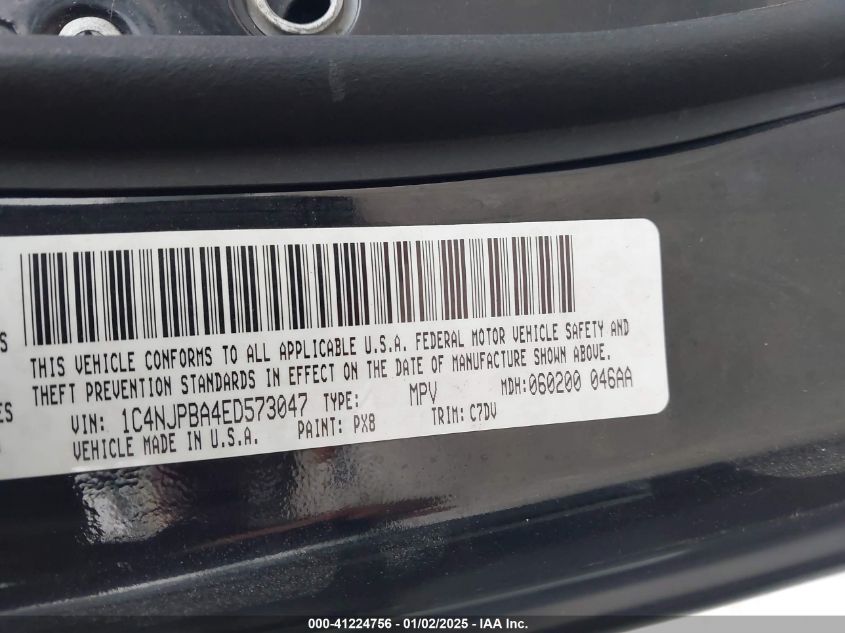 S
THIS VEHICLE CONFORMS TO ALL APPLICABLE U.S.A. FEDERAL MOTOR VEHICLE SAFETY AND
THEFT PREVENTION STANDARDS IN EFFECT ON THE DATE OF MANUFACTURE SHOWN ABOVE.
ES
VIN: 1C4NJPBA4ED573047 TYPE: MPV MDH:060200 046AA
VEHICLE MADE IN U.S.A. PAINT: PX8 TRIM: C7DV
000-41224756 - 01/02/2025 - IAA Inc.